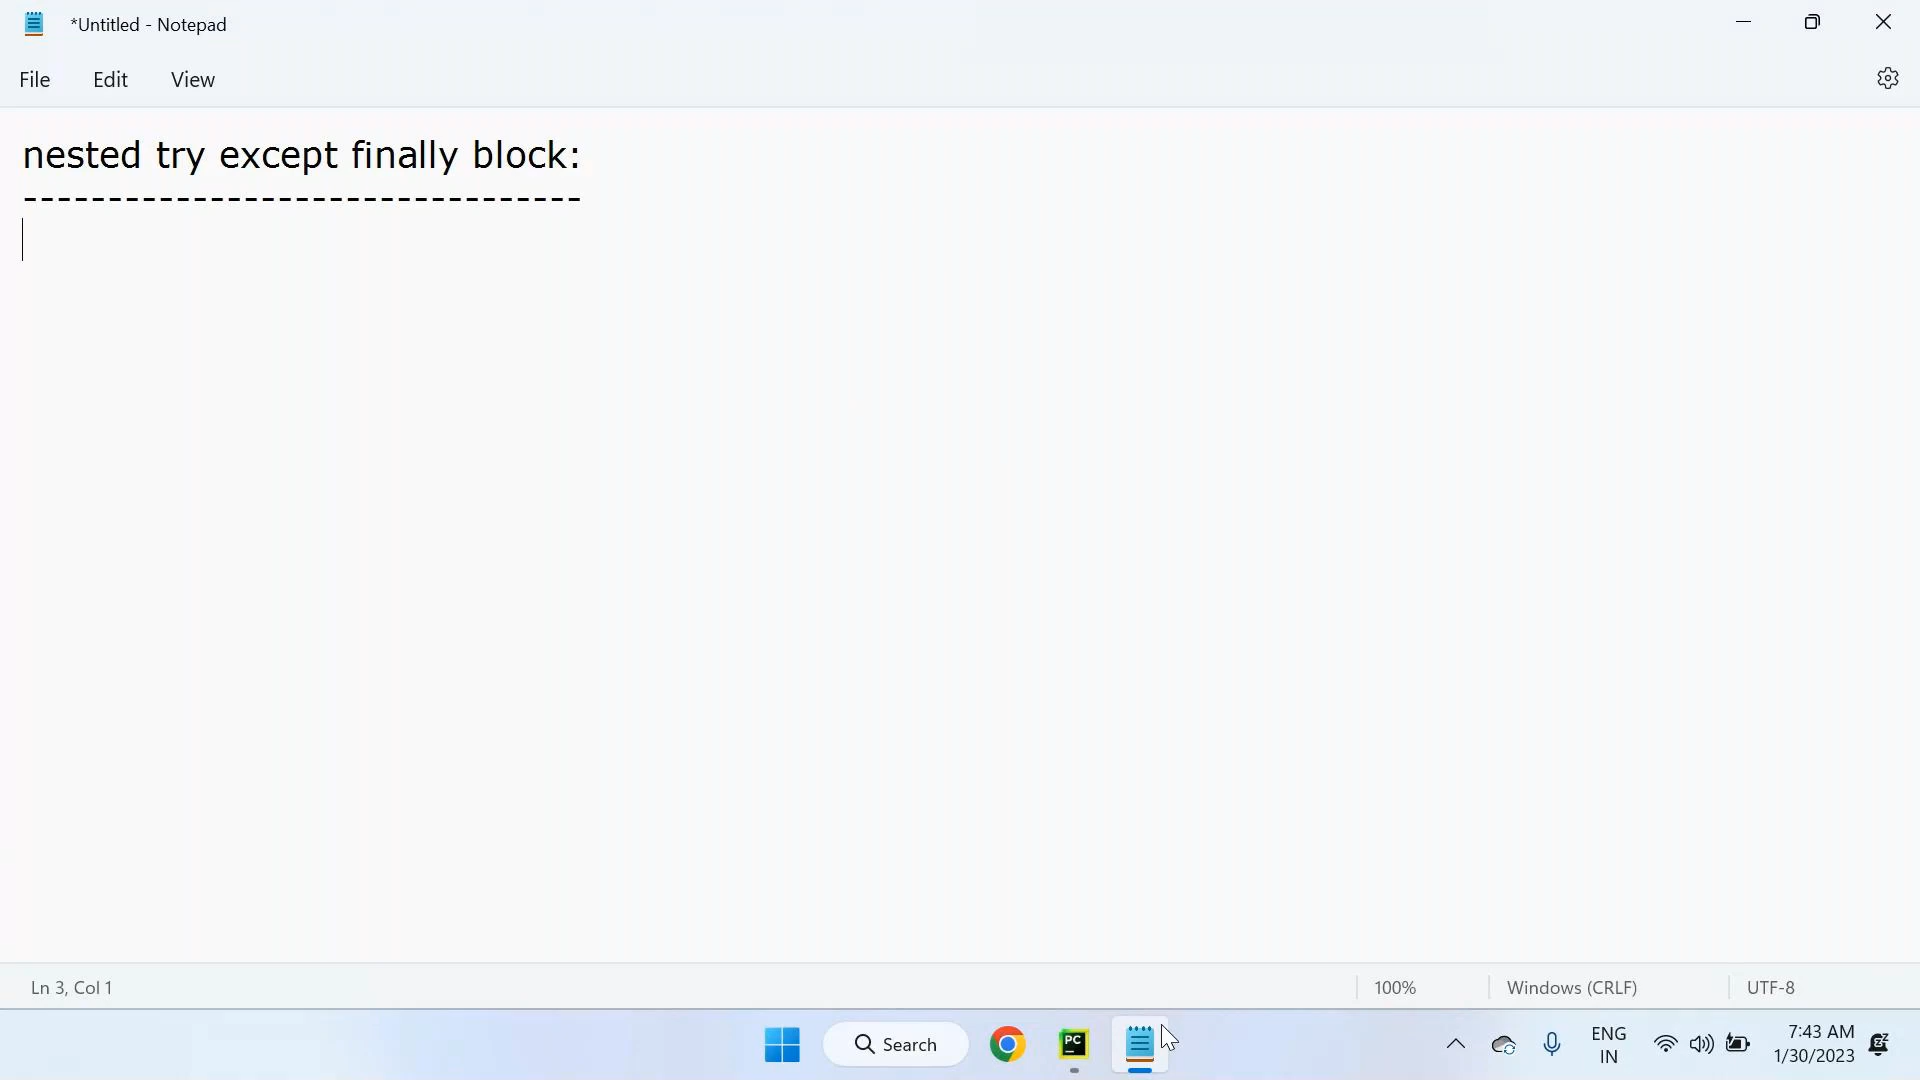 *Untitled - Notepad
File Edit View
nested try except finally block:
---------------------------------
Ln 3, Col 1 100% Windows (CRLF) UTF-8
Search PC ENG 7:43 AM
IN 1/30/2023